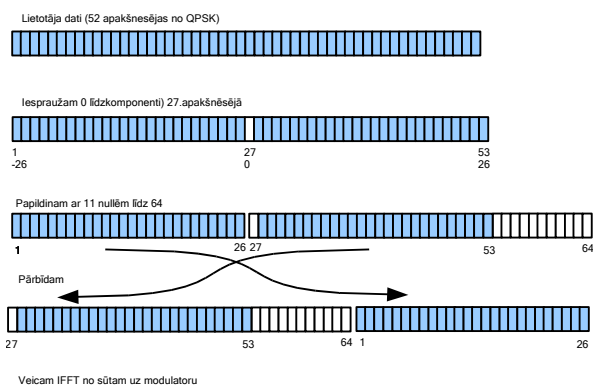 Lietotāja dati (52 apakšnesējas no QPSK)
Iespraužam 0 līdzkomponenti) 27.apakšnesējā
1 27 53
-26 0 26
Papildinam ar 11 nullēm līdz 64
1 26 27 53 64
Pārbīdam
27 53 64 1 26
Veicam IFFT no sūtam uz modulatoru